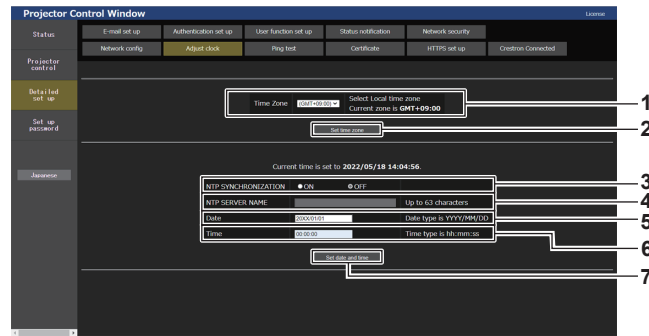 Projector Control Window
License
Status
E-mail set up
Authentication set up
User function set up
Status notification
Network security
Network config
Adjust clock
Ping test
Certificate
HTTPS set up
Crestron Connected
Projector
control
Detailed
set up
Set up
password
Japanese
Time Zone
(GMT+09:00)
Select Local time
zone
Current zone is GMT+09:00
1
Set time zone
2
Current time is set to 2022/05/18 14:04:56.
NTP SYNCHRONIZATION
ON
OFF
3
NTP SERVER NAME
Up to 63 characters
4
Date
20XX/01/01
Date type is YYYY/MM/DD
5
Time
00:00:00
Time type is hh:mm:ss
6
Set date and time
7